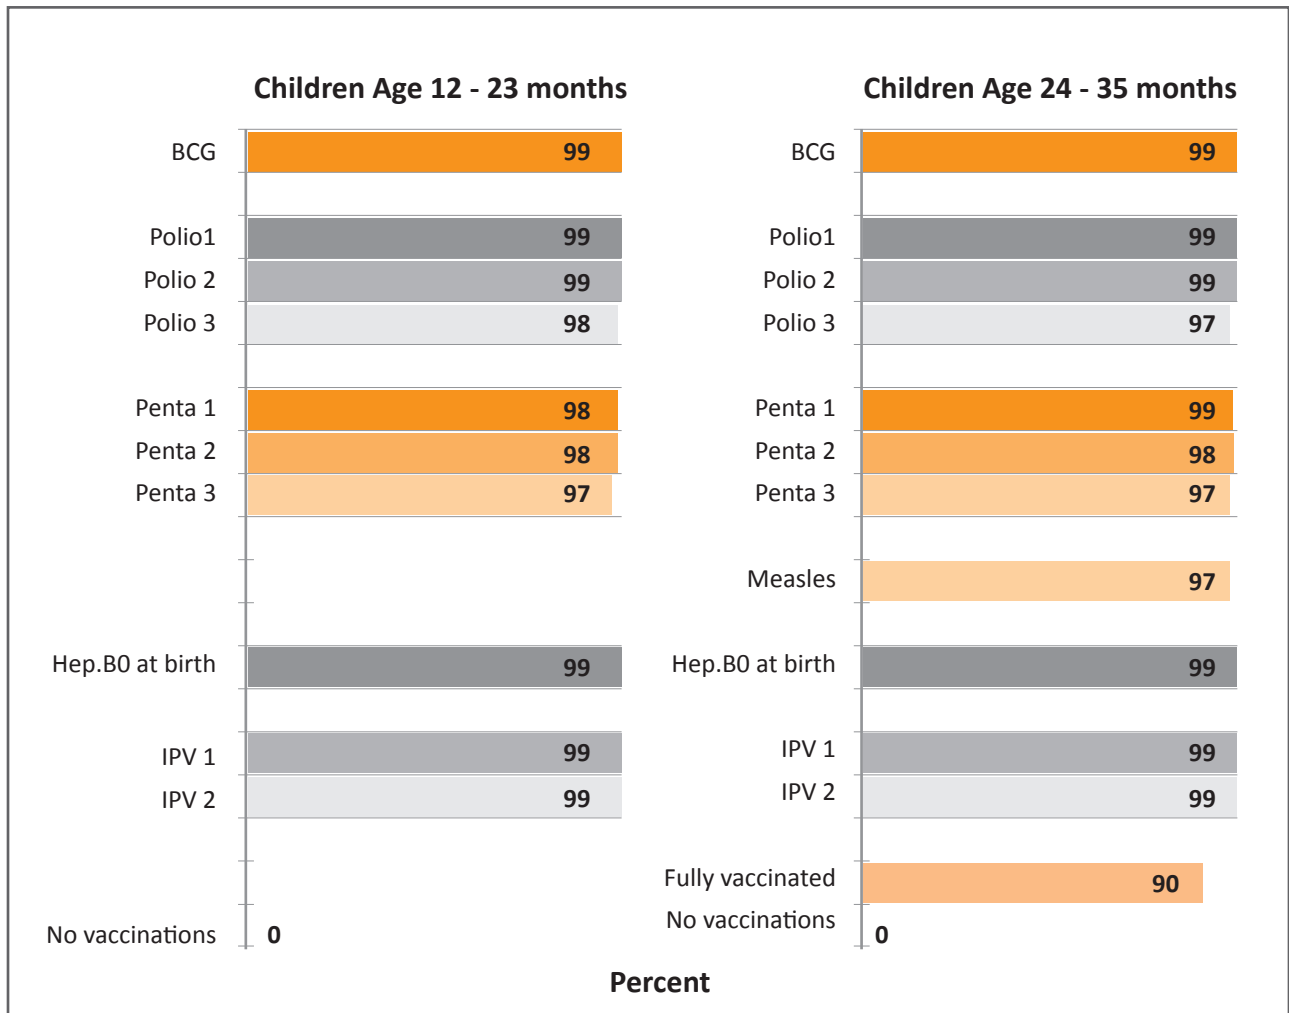 Children Age 12 - 23 months
BCG 99
Polio1 99
Polio 2 99
Polio 3 98
Penta 1 98
Penta 2 98
Penta 3 97
Hep.B0 at birth 99
IPV 1 99
IPV 2 99
No vaccinations 0
Children Age 24 - 35 months
BCG 99
Polio1 99
Polio 2 99
Polio 3 97
Penta 1 99
Penta 2 98
Penta 3 97
Measles 97
Hep.B0 at birth 99
IPV 1 99
IPV 2 99
Fully vaccinated 90
No vaccinations 0
Percent